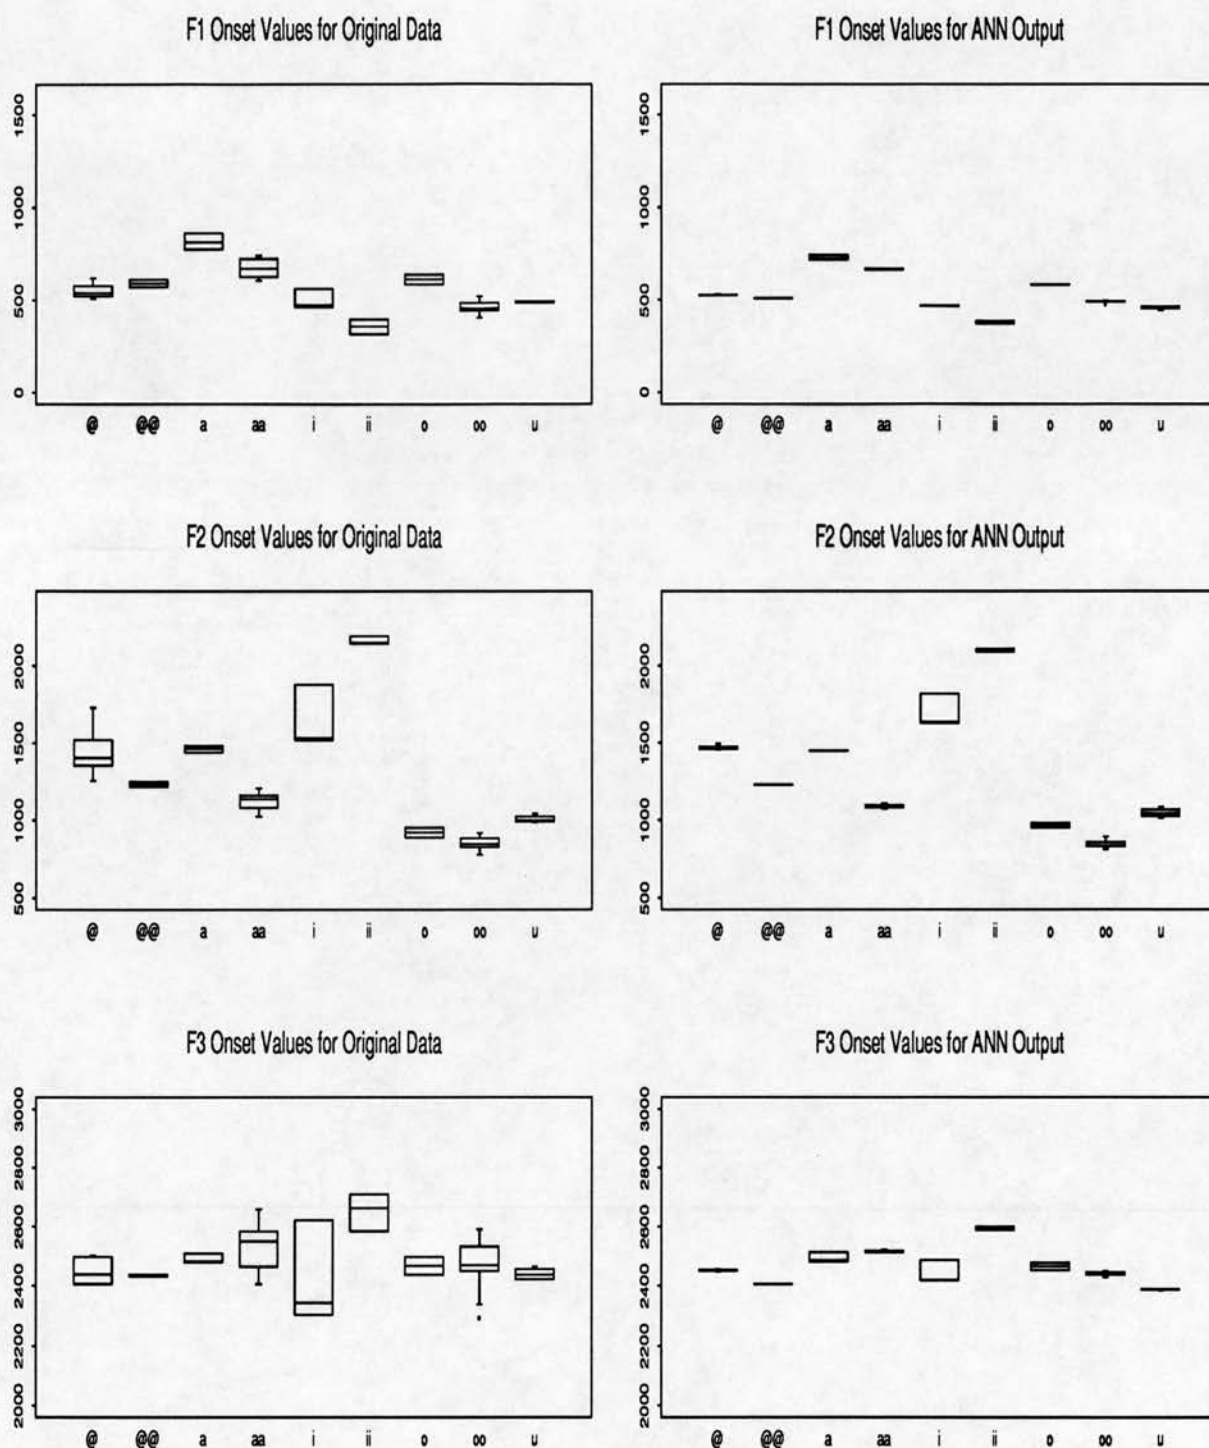 F1 Onset Values for Original Data
1500
1000
500
0
@ @@ a aa i ii o oo u
F1 Onset Values for ANN Output
1500
1000
500
0
@ @@ a aa i ii o oo u
F2 Onset Values for Original Data
2000
1500
1000
500
@ @@ a aa i ii o oo u
F2 Onset Values for ANN Output
2000
1500
1000
500
@ @@ a aa i ii o oo u
F3 Onset Values for Original Data
3000
2800
2600
2400
2200
2000
@ @@ a aa i ii o oo u
F3 Onset Values for ANN Output
3000
2800
2600
2400
2200
2000
@ @@ a aa i ii o oo u